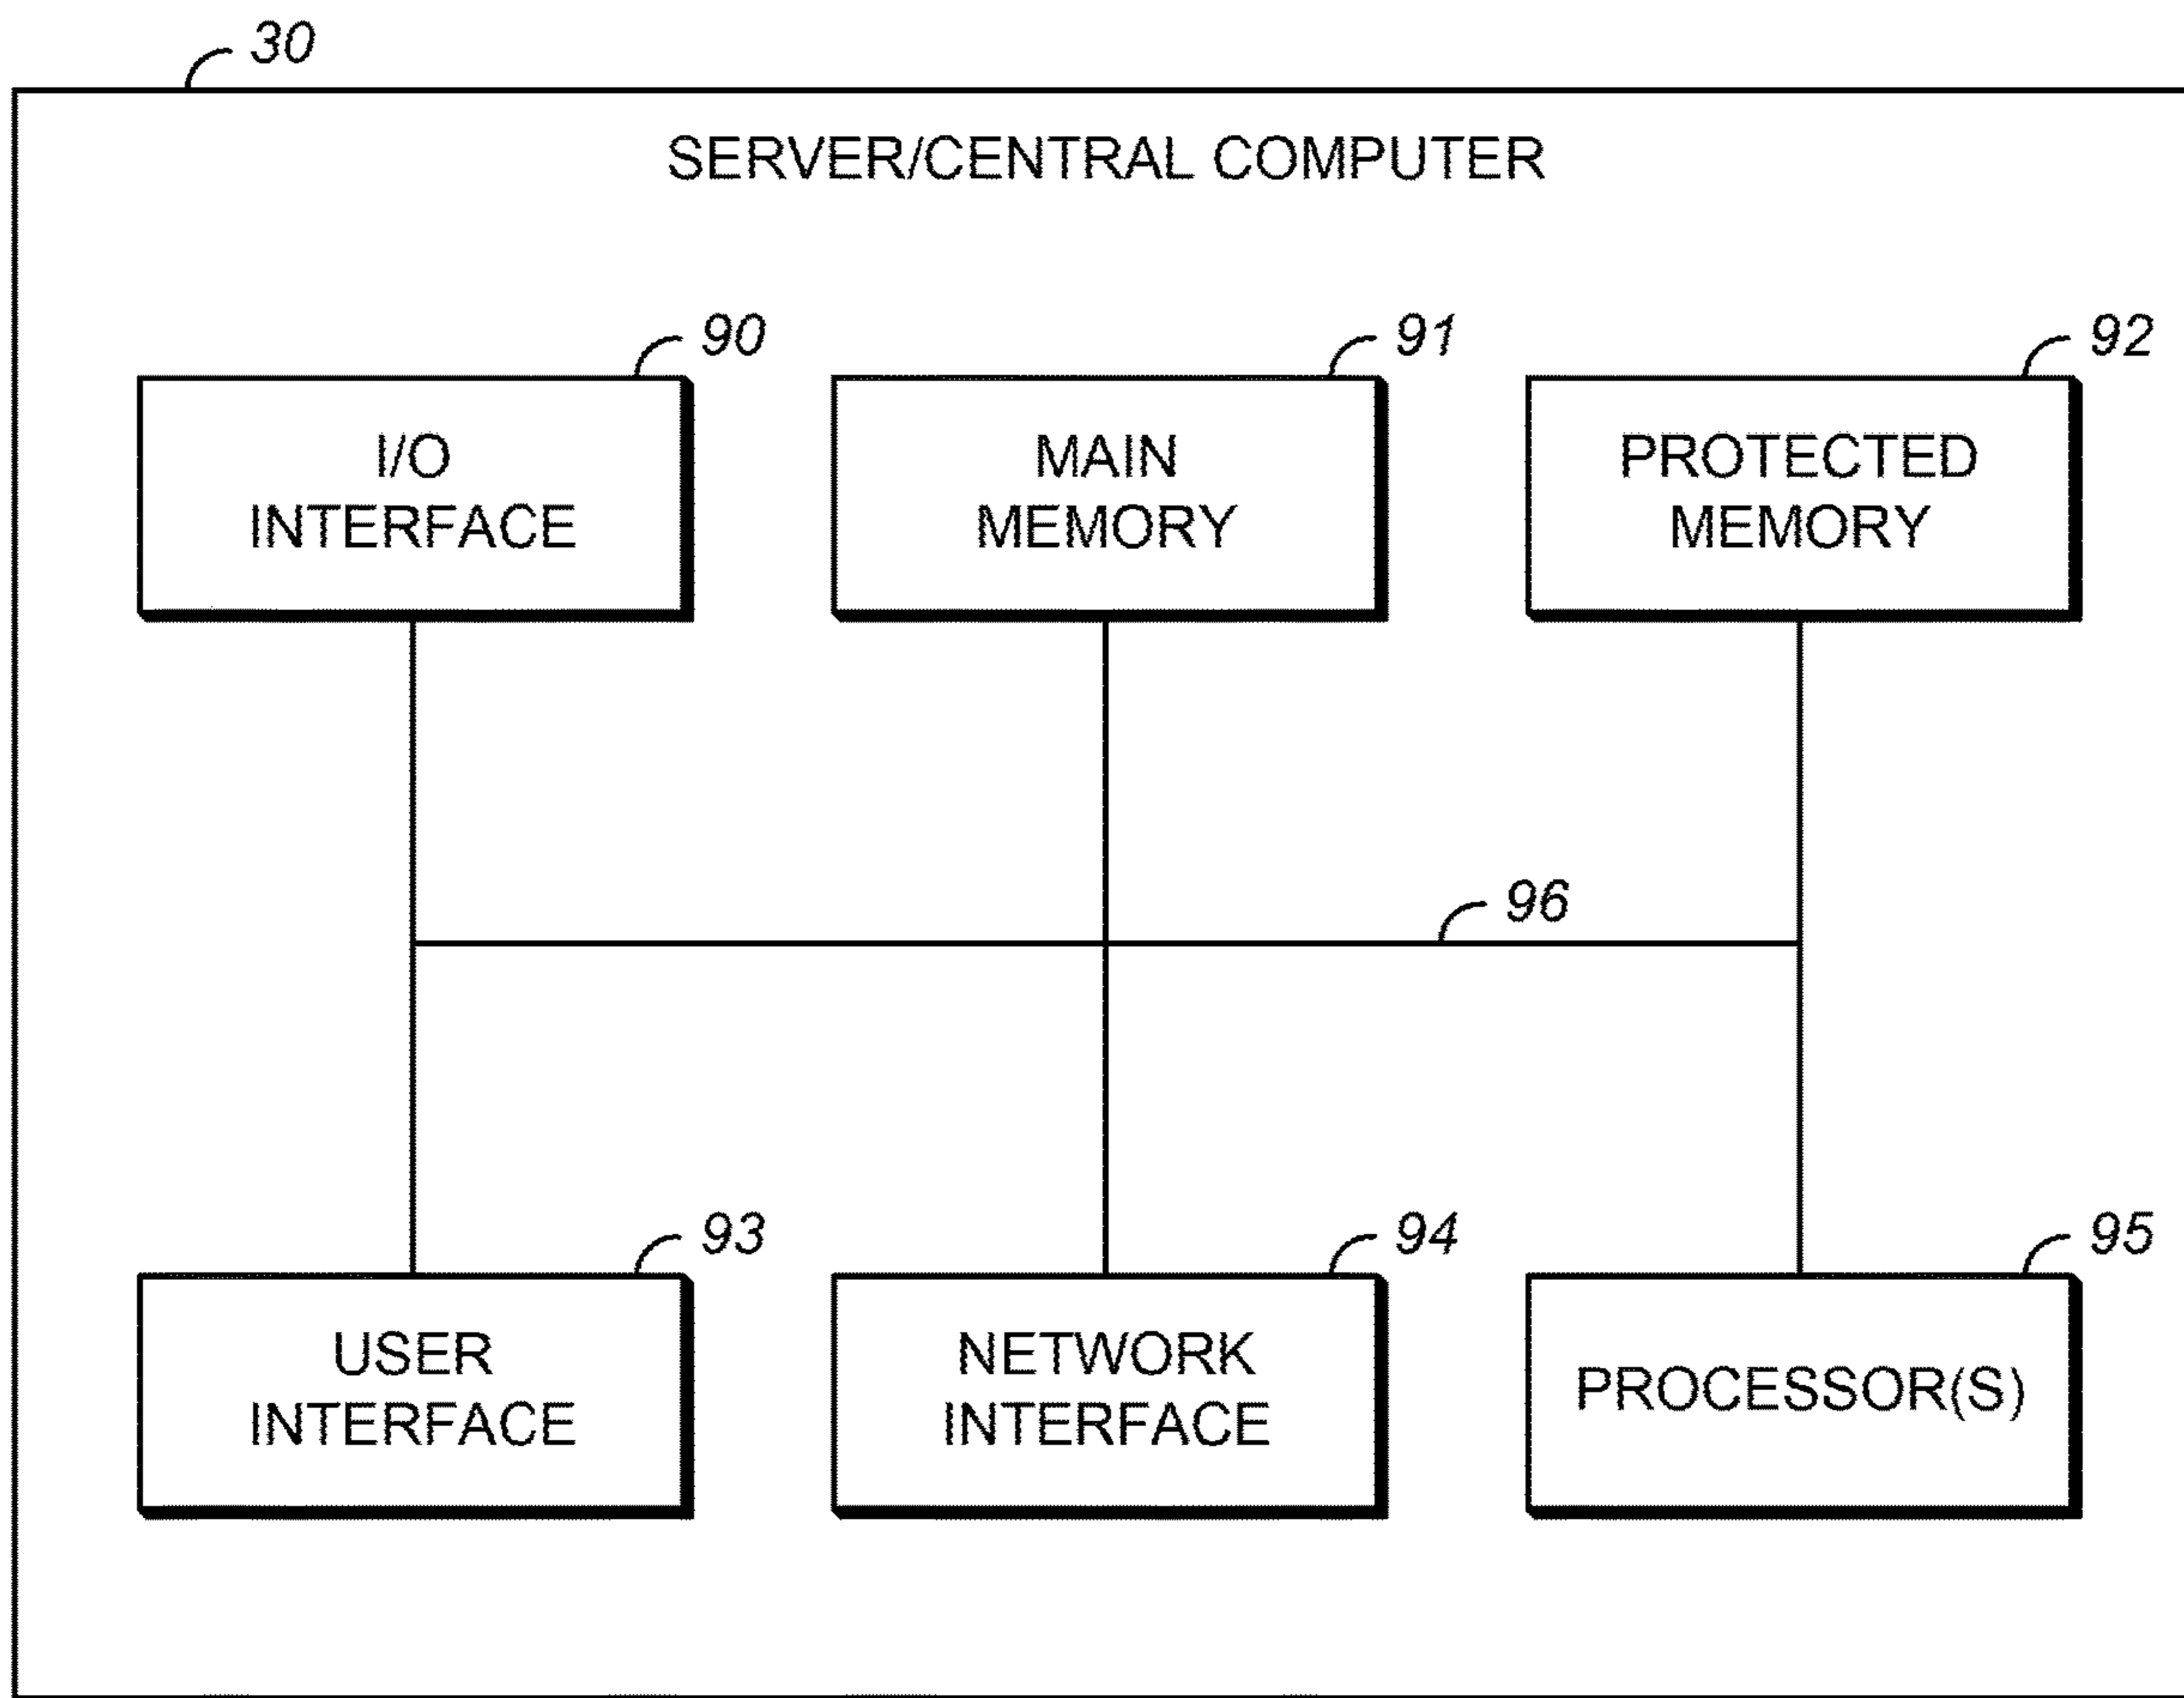 30
SERVER/CENTRAL COMPUTER
90
I/O
INTERFACE
91
MAIN
MEMORY
92
PROTECTED
MEMORY
96
93
USER
INTERFACE
94
NETWORK
INTERFACE
95
PROCESSOR(S)